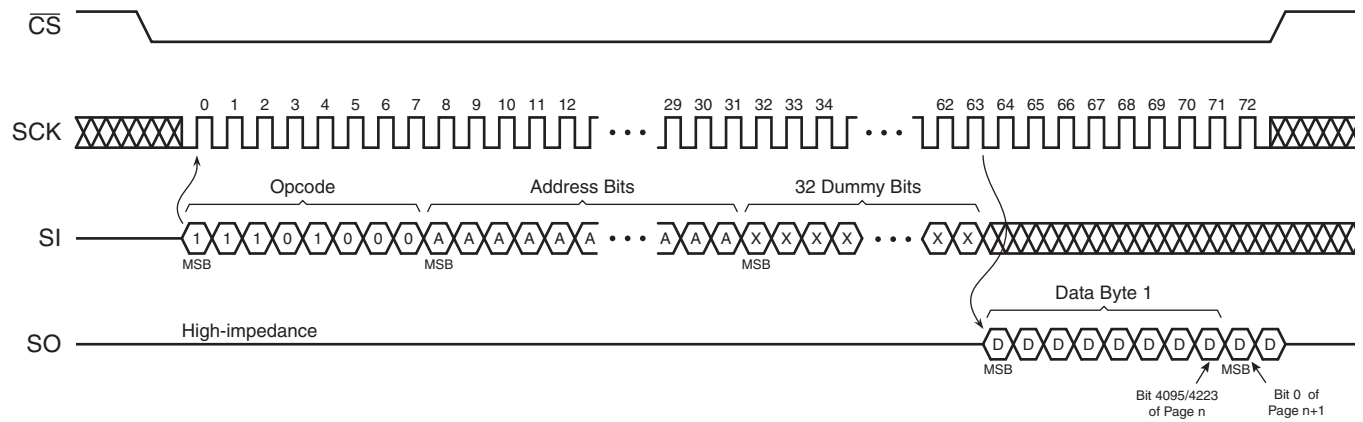 CS
0 1 2 3 4 5 6 7 8 9 10 11 12 29 30 31 32 33 34 62 63 64 65 66 67 68 69 70 71 72
SCK
Opcode Address Bits 32 Dummy Bits
SI 1 1 1 0 1 0 0 0 A A A A A A A A A X X X X X X
MSB MSB MSB
Data Byte 1
High-impedance
SO D D D D D D D D D D
MSB MSB
Bit 4095/4223 Bit 0 of
of Page n Page n+1